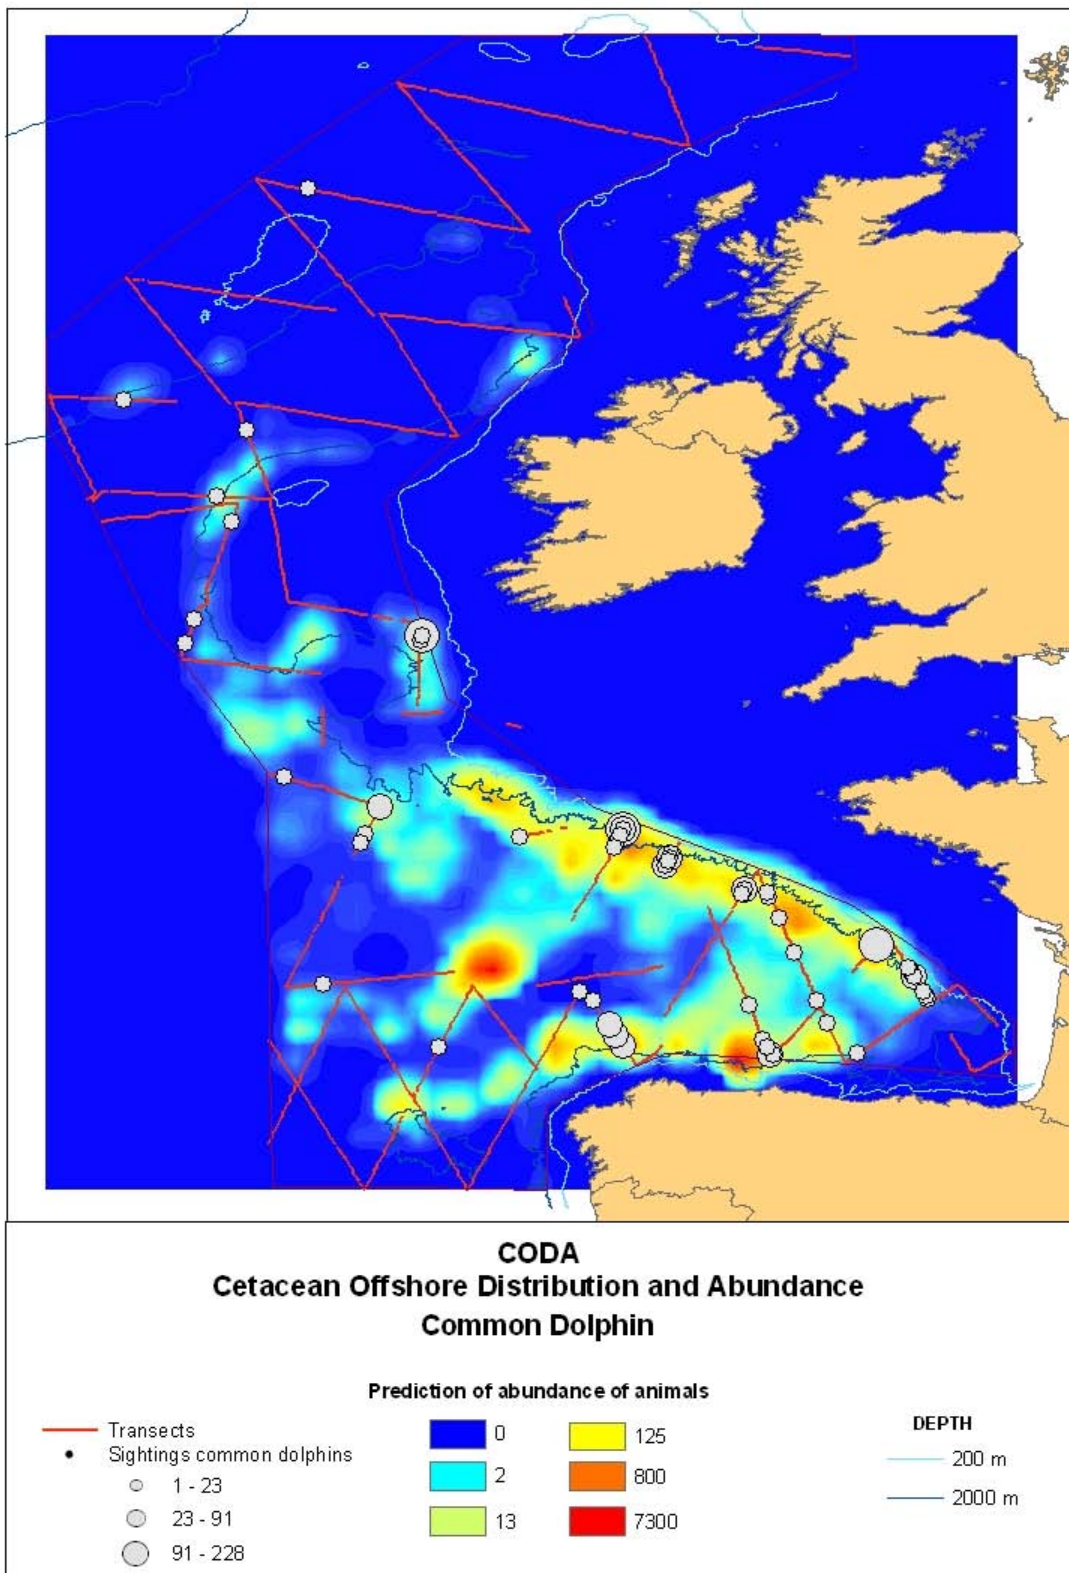 CODA
Cetacean Offshore Distribution and Abundance
Common Dolphin
Prediction of abundance of animals
Transects
Sightings common dolphins
1 - 23
23 - 91
91 - 228
0
2
13
125
800
7300
DEPTH
200 m
2000 m